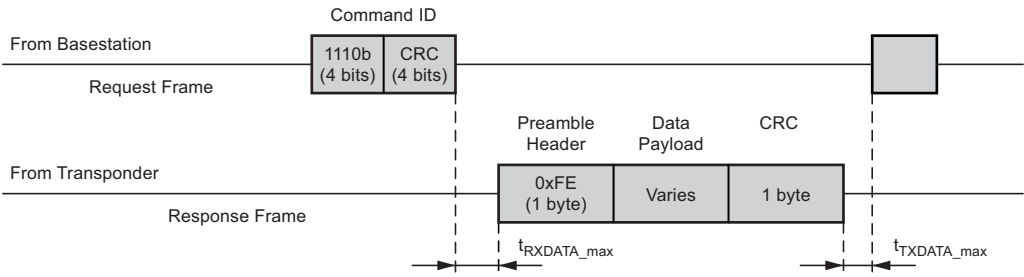 Command ID
From Basestation
1110b
(4 bits)
CRC
(4 bits)
Request Frame
Preamble
Header
Data
Payload
CRC
From Transponder
0xFE
(1 byte)
Varies
1 byte
Response Frame
tRXDATA_max
tTXDATA_max